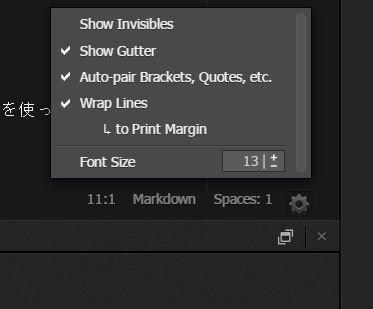 Show Invisibles
Show Gutter
Auto-pair Brackets, Quotes, etc.
Wrap Lines
↳ to Print Margin
を使っ
Font Size 13
11:1 Markdown Spaces: 1